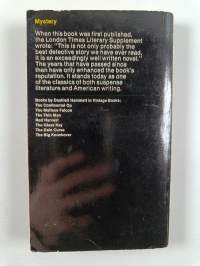 Mystery
When this book was first published,
the London Times Literary Supplement
wrote: "This is not only probably the
best detective story we have ever read,
it is an exceedingly well written novel."
The years that have passed since
then have only enhanced the book's
reputation. It stands today as one
of the classics of both suspense
literature and American writing.
Books by Dashiell Hammett in Vintage Books:
The Continental Op
The Maltese Falcon
The Thin Man
Red Harvest
The Glass Key
The Dain Curse
The Big Knockover